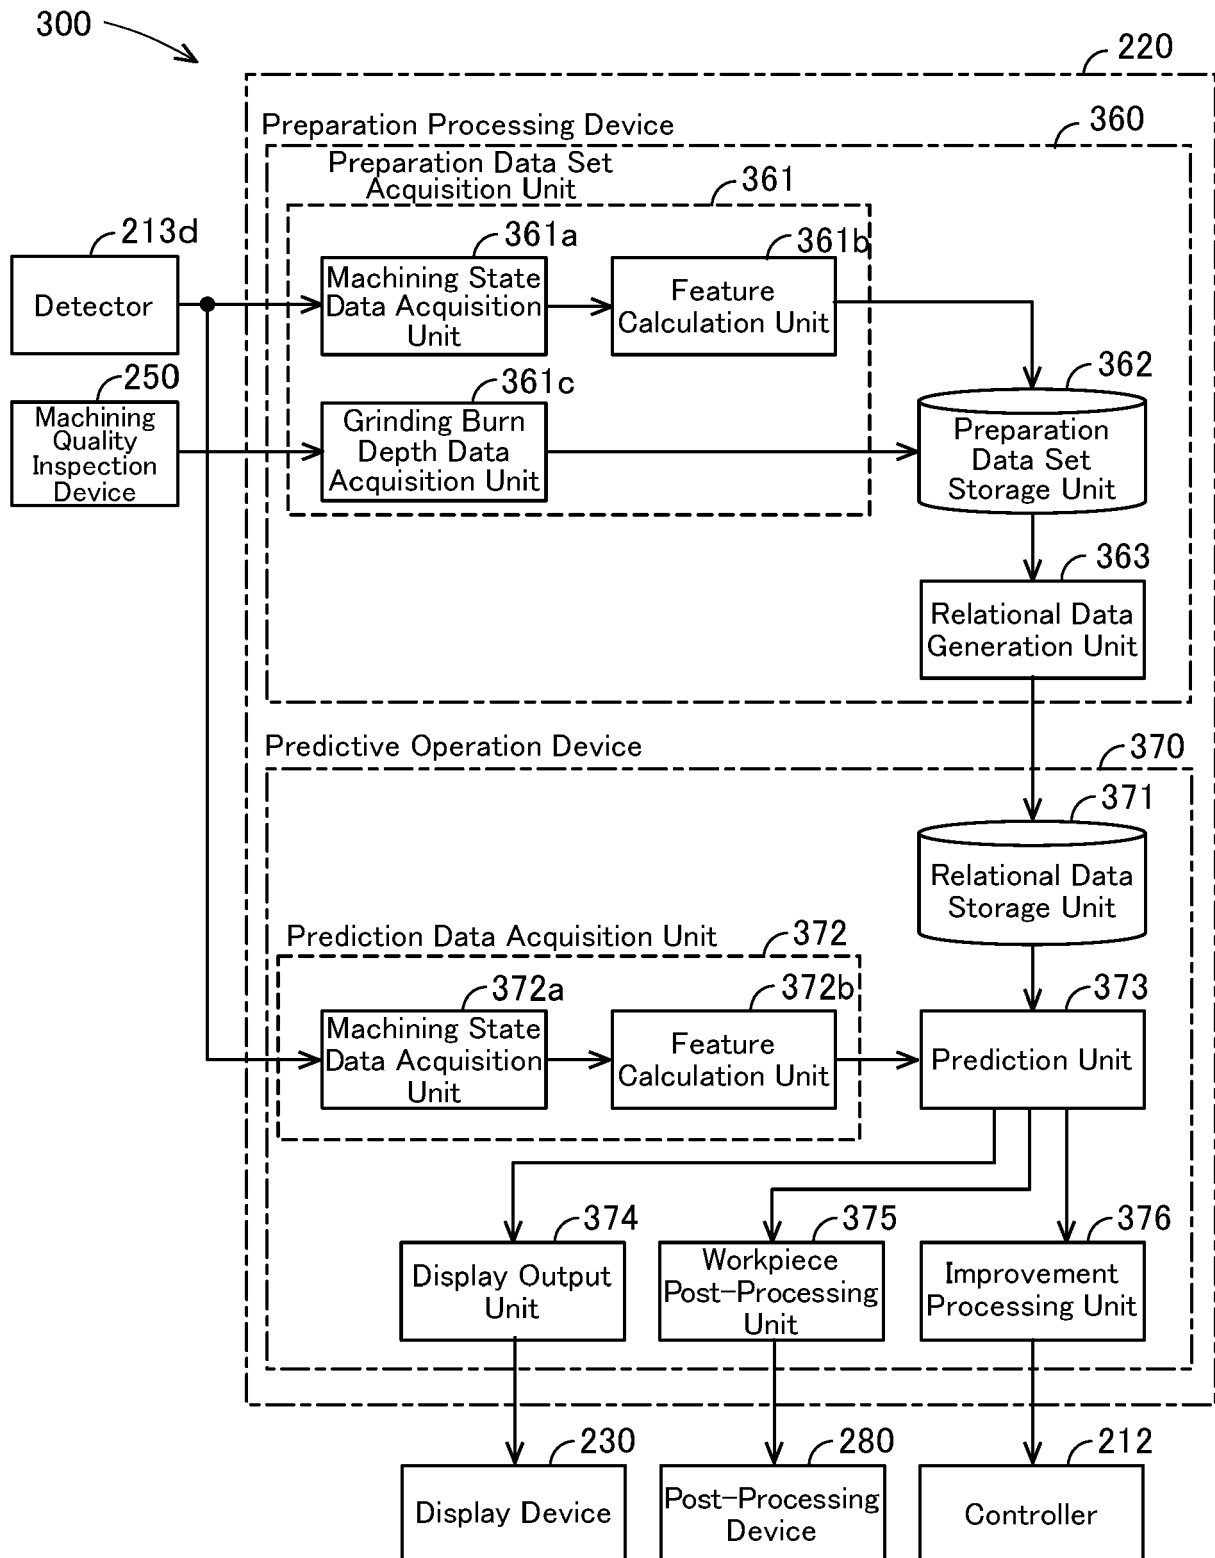 300
220
Preparation Processing Device
360
Preparation Data Set
Acquisition Unit
361
213d
Detector
361a
Machining State
Data Acquisition
Unit
361b
Feature
Calculation Unit
250
Machining
Quality
Inspection
Device
361c
Grinding Burn
Depth Data
Acquisition Unit
362
Preparation
Data Set
Storage Unit
363
Relational Data
Generation Unit
Predictive Operation Device
370
371
Relational Data
Storage Unit
Prediction Data Acquisition Unit
372
372a
Machining State
Data Acquisition
Unit
372b
Feature
Calculation Unit
373
Prediction Unit
374
Display Output
Unit
375
Workpiece
Post-Processing
Unit
376
Improvement
Processing Unit
230
Display Device
280
Post-Processing
Device
212
Controller